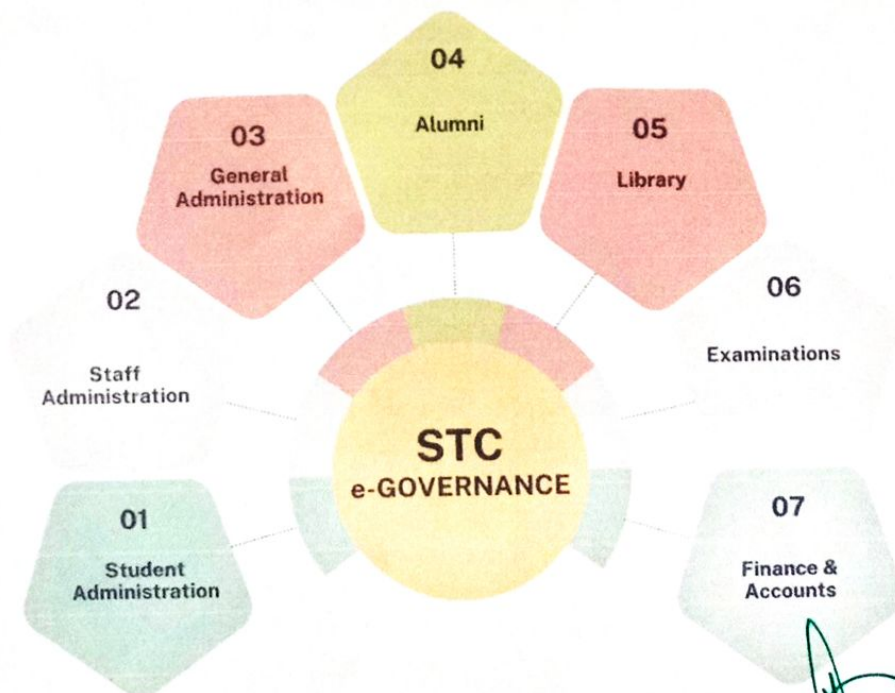 04
Alumni
03
General
Administration
05
Library
02
Staff
Administration
06
Examinations
STC
e-GOVERNANCE
01
Student
Administration
07
Finance &
Accounts